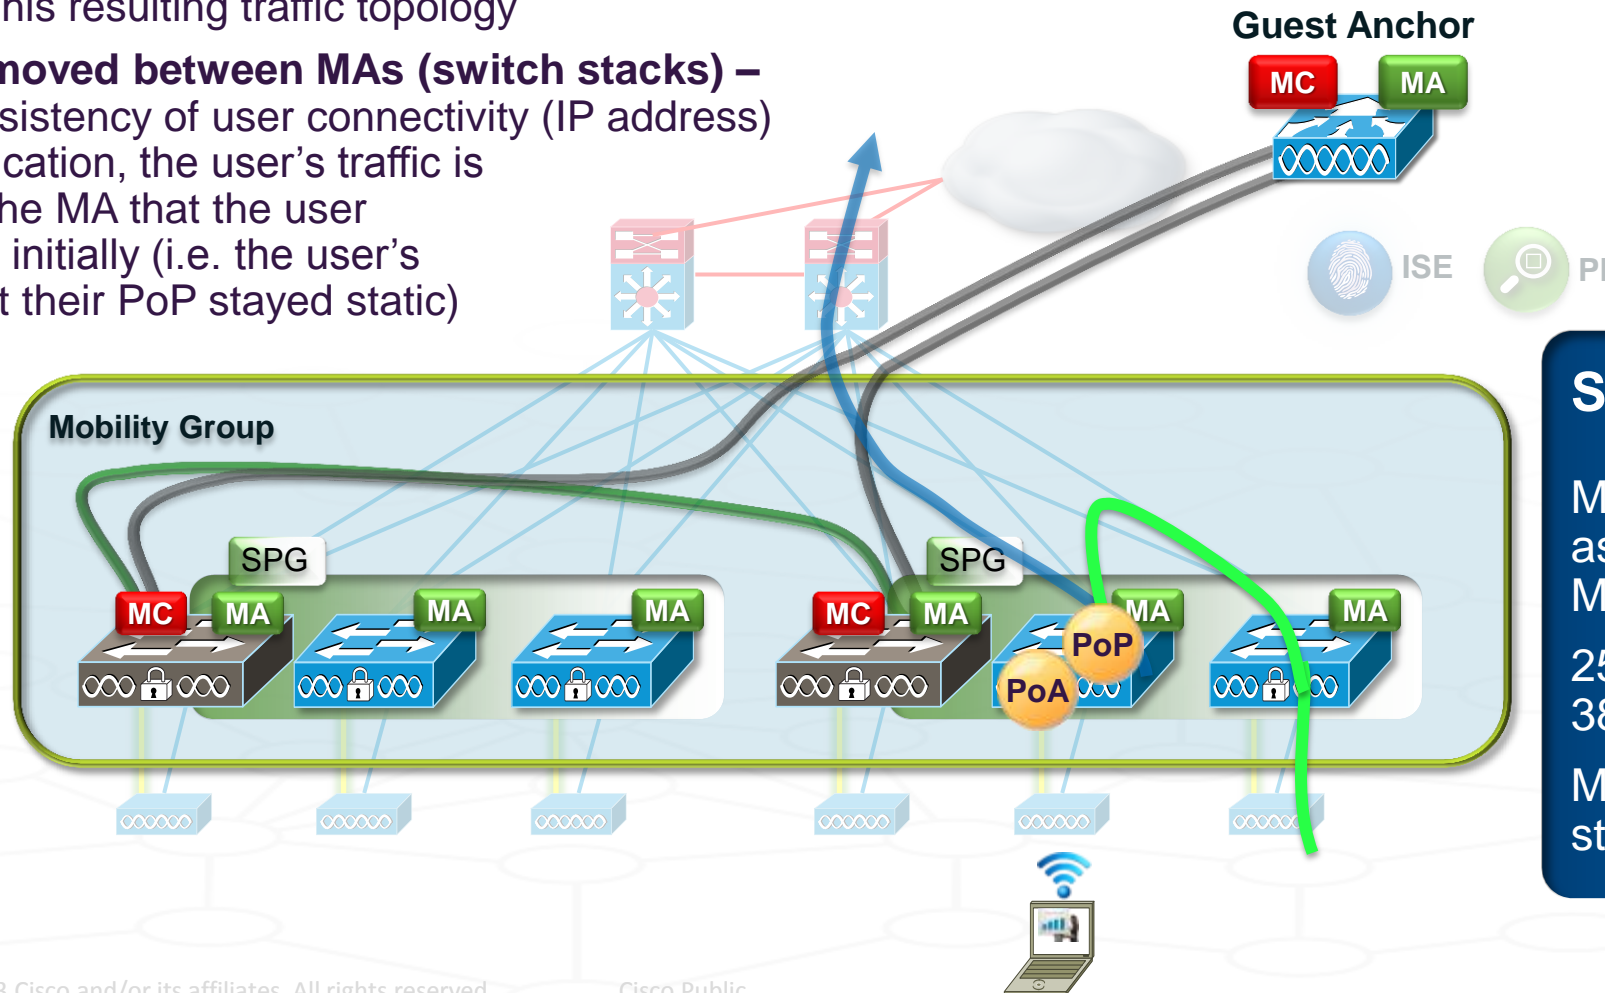 his resulting traffic topology
moved between MAs (switch stacks) –
sistency of user connectivity (IP address)
cation, the user's traffic is
he MA that the user
initially (i.e. the user's
t their PoP stayed static)
Guest Anchor
MC
MA
ISE
PI
Mobility Group
SPG
SPG
MC
MA
MA
MA
MC
MA
MA
MA
PoP
PoA
S
M
as
M
25
38
M
st
3 Cisco and/or its affiliates. All rights reserved.
Cisco Public